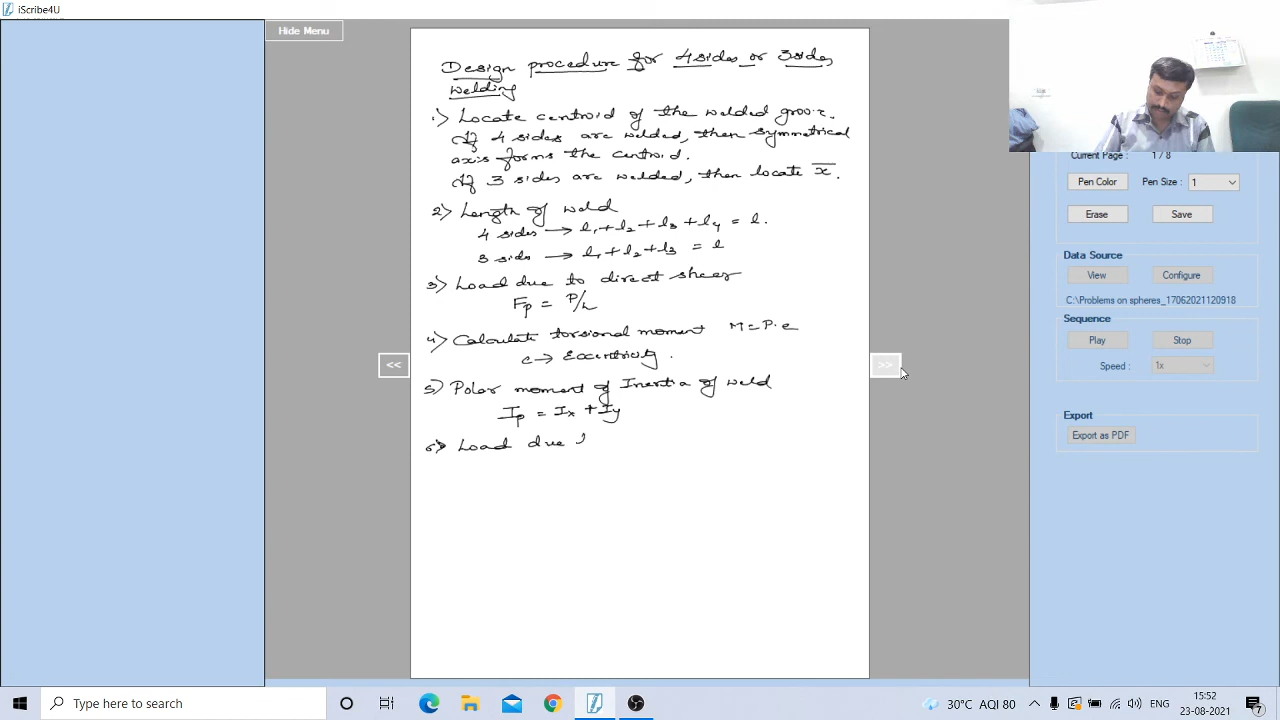 iScribe4U
Hide Menu
Design procedure for 4 sides or 3 sides
welding
1) Locate centroid of the welded groove.
If 4 sides are welded, then symmetrical
axis forms the centroid.
If 3 sides are welded, then locate x̅.
2) Length of weld
4 sides → l₁+l₂+l₃+l₄ = l.
3 sides → l₁+l₂+l₃ = l
3) Load due to direct shear
Fp = P/L
4) Calculate torsional moment M = P·e
e → Eccentricity.
5) Polar moment of Inertia of weld
Ip = Ix + Iy
6) Load due
<<
>>
Current Page : 1 / 8
Pen Color Pen Size : 1
Erase Save
Data Source
View Configure
C:\Problems on spheres_17062021120918
Sequence
Play Stop
Speed : 1x
Export
Export as PDF
Type here to search
30°C AQI 80
ENG
15:52
23-08-2021
7